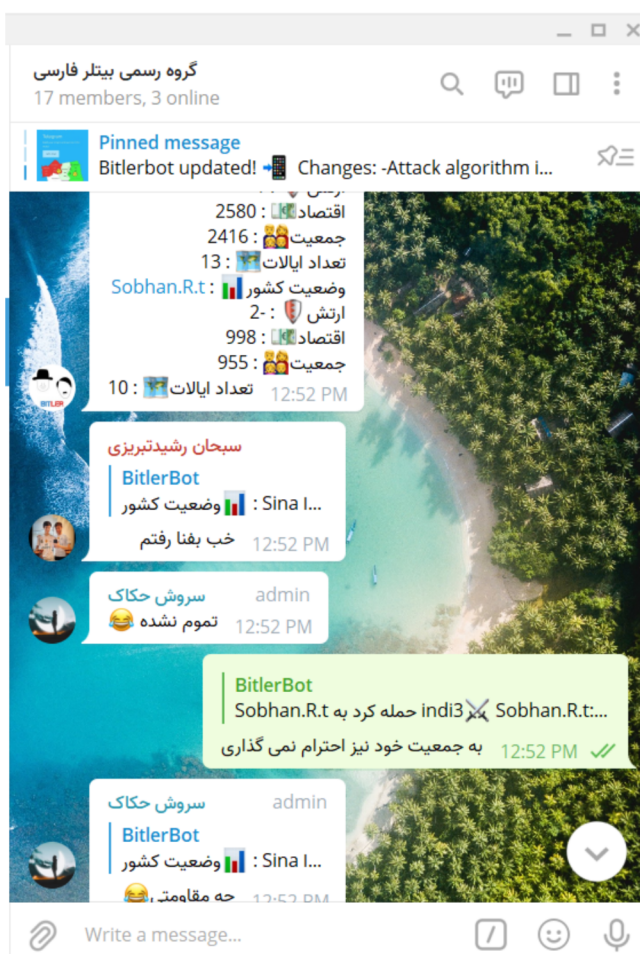 گروه رسمی بیتلر فارسی
17 members, 3 online
Pinned message
Bitlerbot updated! Changes: -Attack algorithm i...
اقتصاد💵 : 2580
جمعیت👨‍👩‍👧‍👦 : 2416
تعداد ایالات🗺 : 13
وضعیت کشور📊 : Sobhan.R.t
ارتش🛡 : -2
اقتصاد💵 : 998
جمعیت👨‍👩‍👧‍👦 : 955
تعداد ایالات🗺 : 10
12:52 PM
BITLER
سبحان رشیدتبریزی
BitlerBot
وضعیت کشور📊 : Sina I...
خب بفنا رفتم
12:52 PM
سروش حکاک
admin
تموم نشده 😂
12:52 PM
BitlerBot
indi3⚔ حمله کرد به Sobhan.R.t Sobhan.R.t:...
به جمعیت خود نیز احترام نمی گذاری
12:52 PM
سروش حکاک
admin
BitlerBot
وضعیت کشور📊 : Sina I...
چه مقاومتی😂
12:52 PM
Write a message...